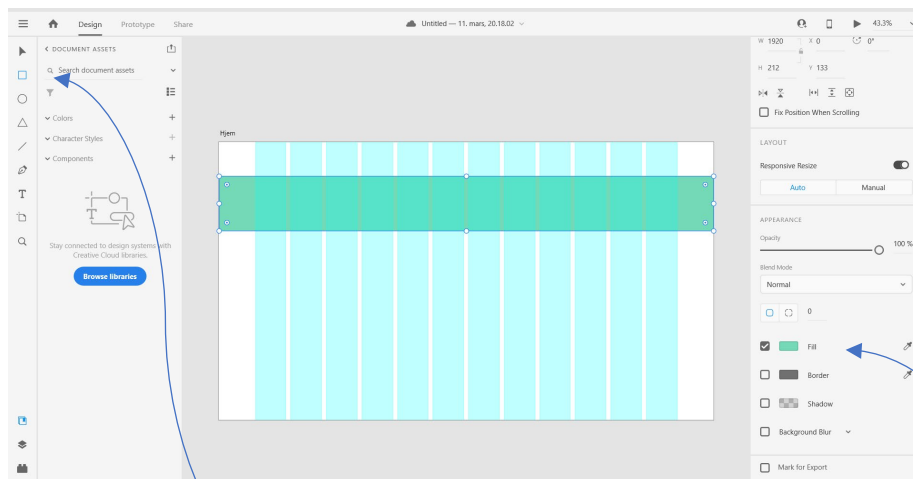 Design Prototype Share
Untitled — 11. mars, 20.18.02
43.3%
DOCUMENT ASSETS
Search document assets
Colors
Character Styles
Components
T
Stay connected to design systems with
Creative Cloud libraries.
Browse libraries
T
Hjem
W 1920 X 0 0°
H 212 Y 133
Fix Position When Scrolling
LAYOUT
Responsive Resize
Auto Manual
APPEARANCE
Opacity
100 %
Blend Mode
Normal
0
Fill
Border
Shadow
Background Blur
Mark for Export